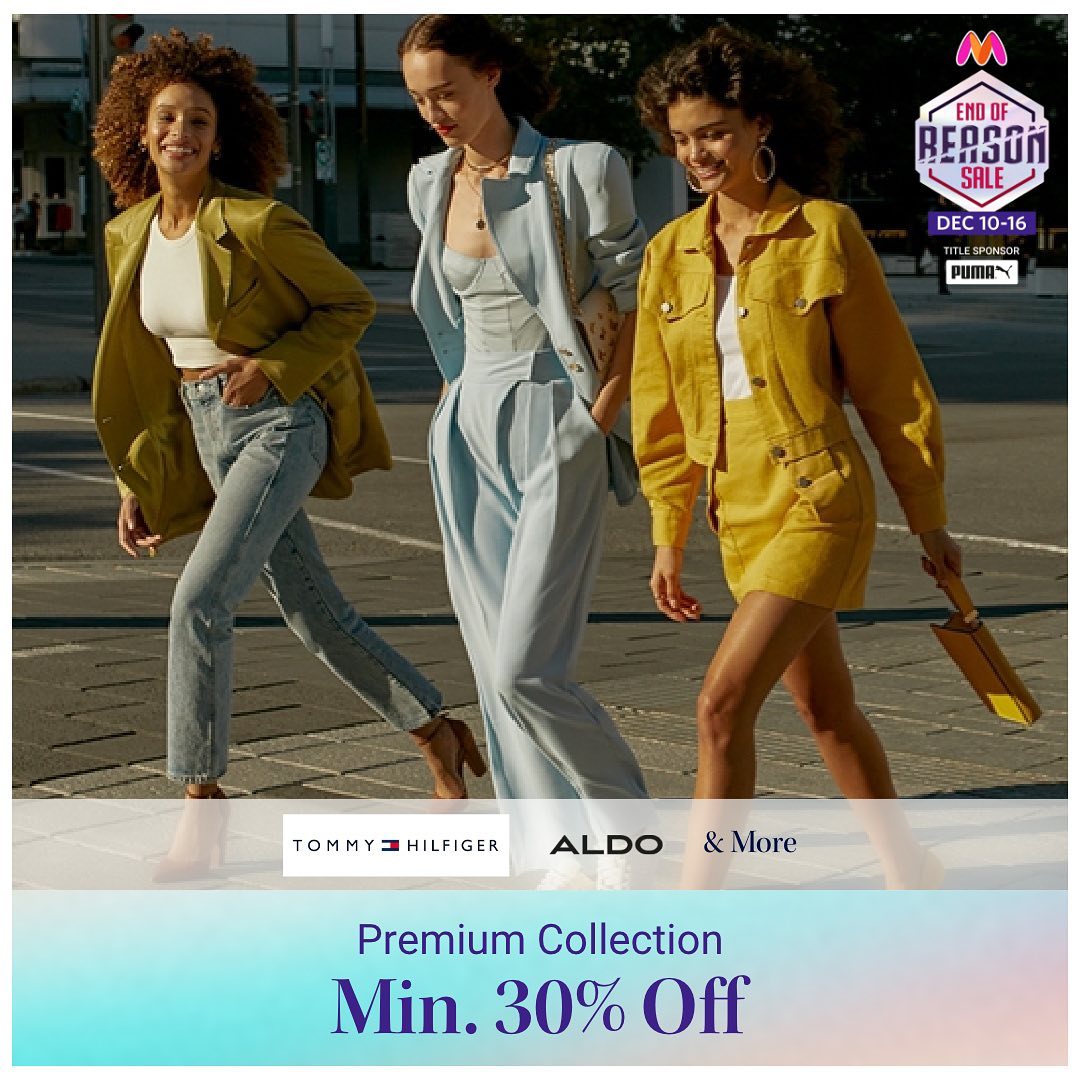 M
END OF
REASON
SALE
DEC 10-16
TITLE SPONSOR
PUMA
TOMMY HILFIGER
ALDO
& More
Premium Collection
Min. 30% Off